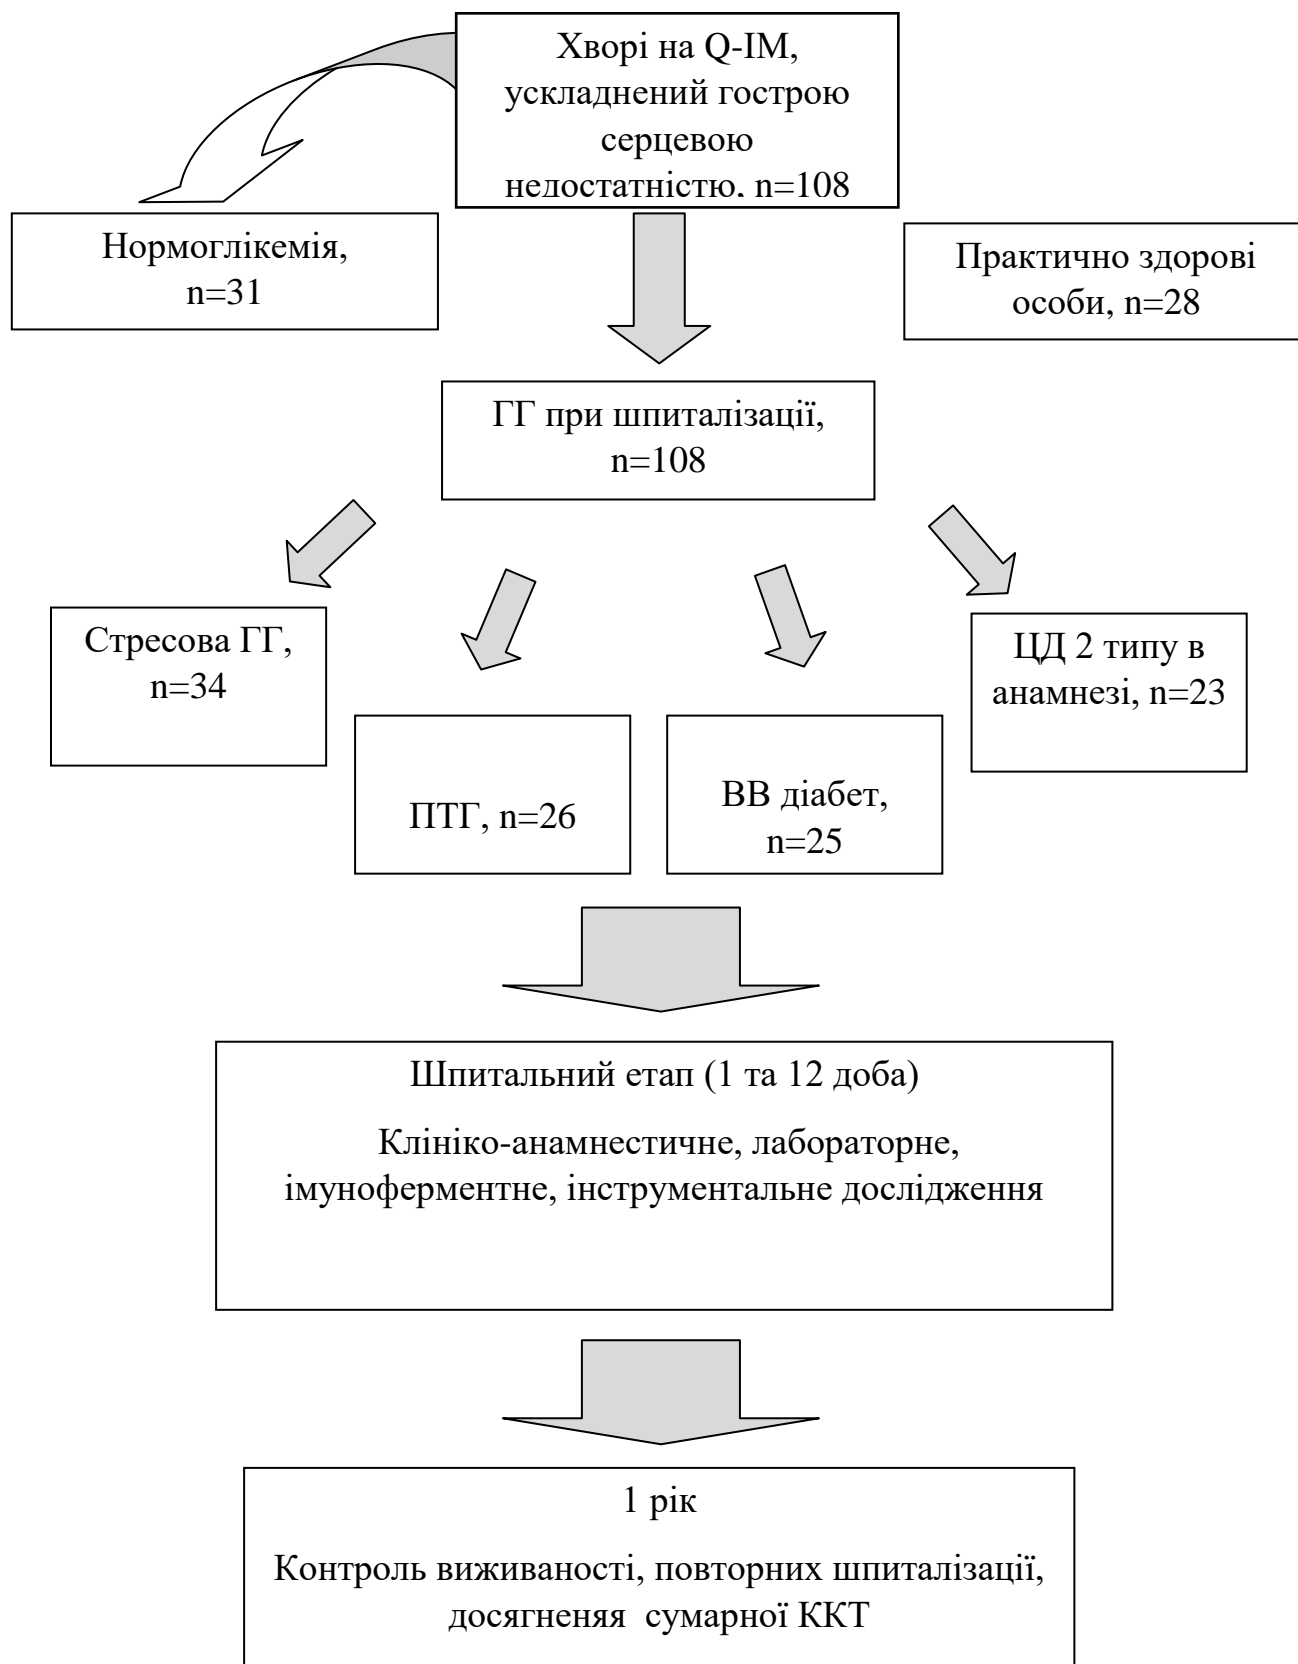 Хворі на Q-ІМ,
ускладнений гострою
серцевою
недостатністю, n=108
Нормоглікемія,
n=31
Практично здорові
особи, n=28
ГГ при шпиталізації,
n=108
Стресова ГГ,
n=34
ПТГ, n=26
ВВ діабет,
n=25
ЦД 2 типу в
анамнезі, n=23
Шпитальний етап (1 та 12 доба)
Клініко-анамнестичне, лабораторне,
імуноферментне, інструментальне дослідження
1 рік
Контроль виживаності, повторних шпиталізації,
досягненяя сумарної ККТ